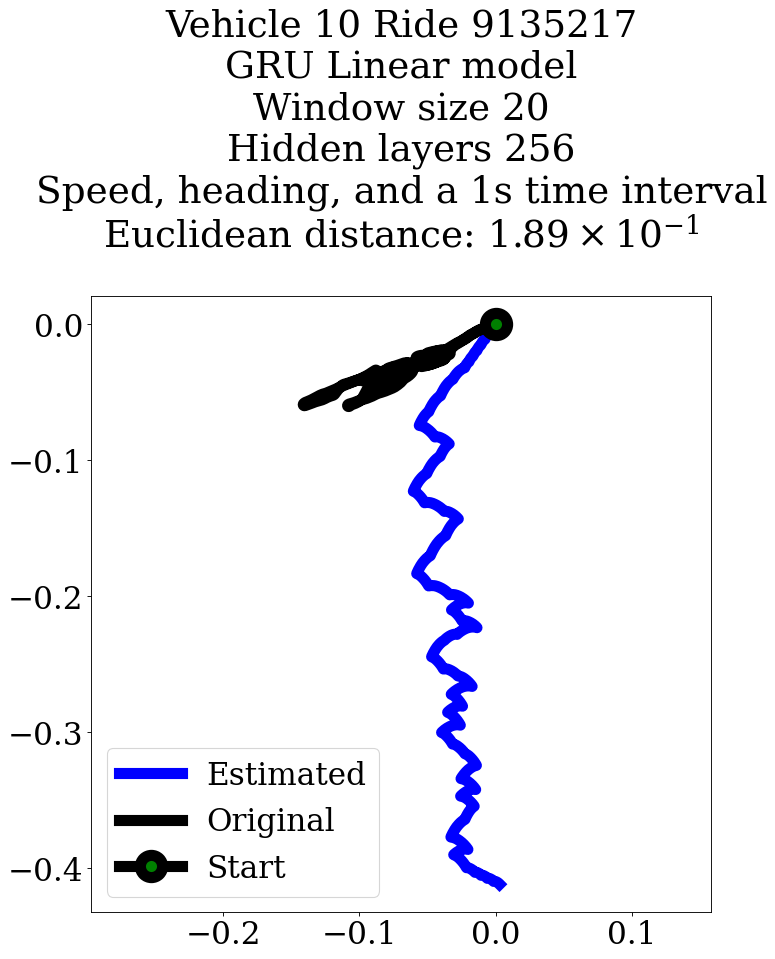 Vehicle 10 Ride 9135217
GRU Linear model
Window size 20
Hidden layers 256
Speed, heading, and a 1s time interval
Euclidean distance: 1.89 × 10⁻¹
0.0
−0.1
−0.2
−0.3
−0.4
Estimated
Original
Start
−0.2 −0.1 0.0 0.1